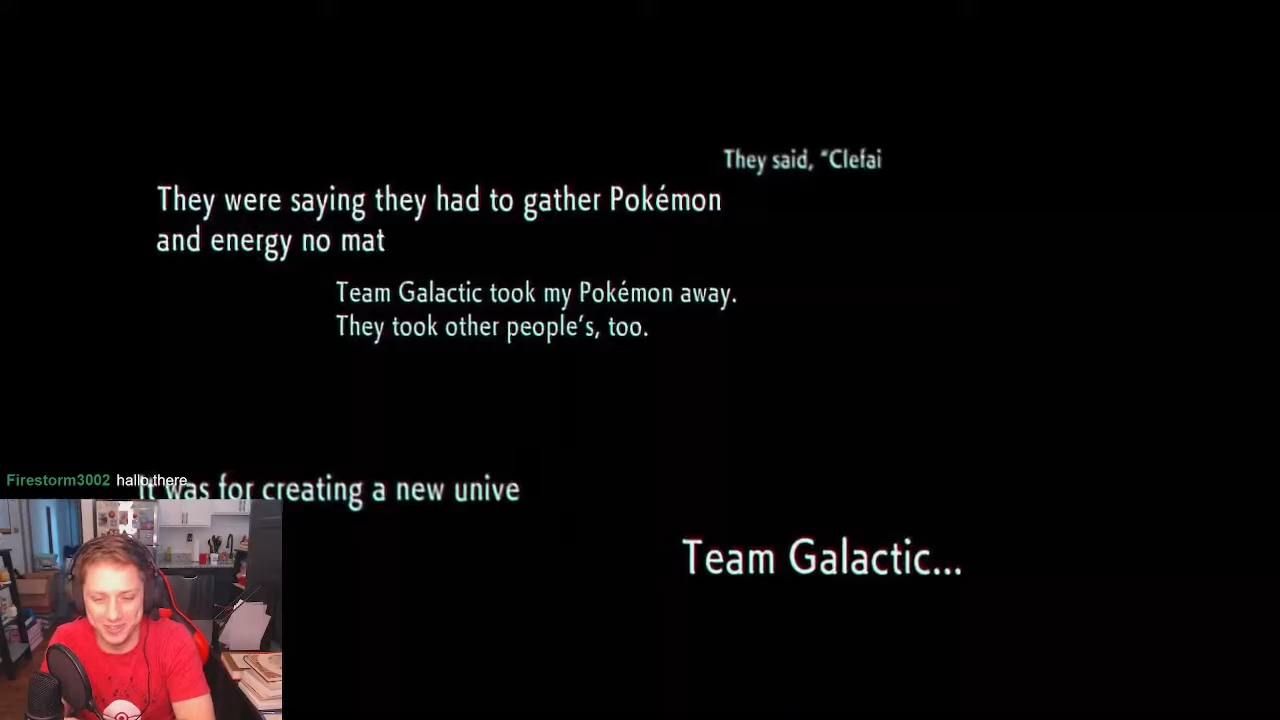 They said, “Clefai
They were saying they had to gather Pokémon
and energy no mat
Team Galactic took my Pokémon away.
They took other people’s, too.
Firestorm3002 hallo there
It was for creating a new unive
Team Galactic...